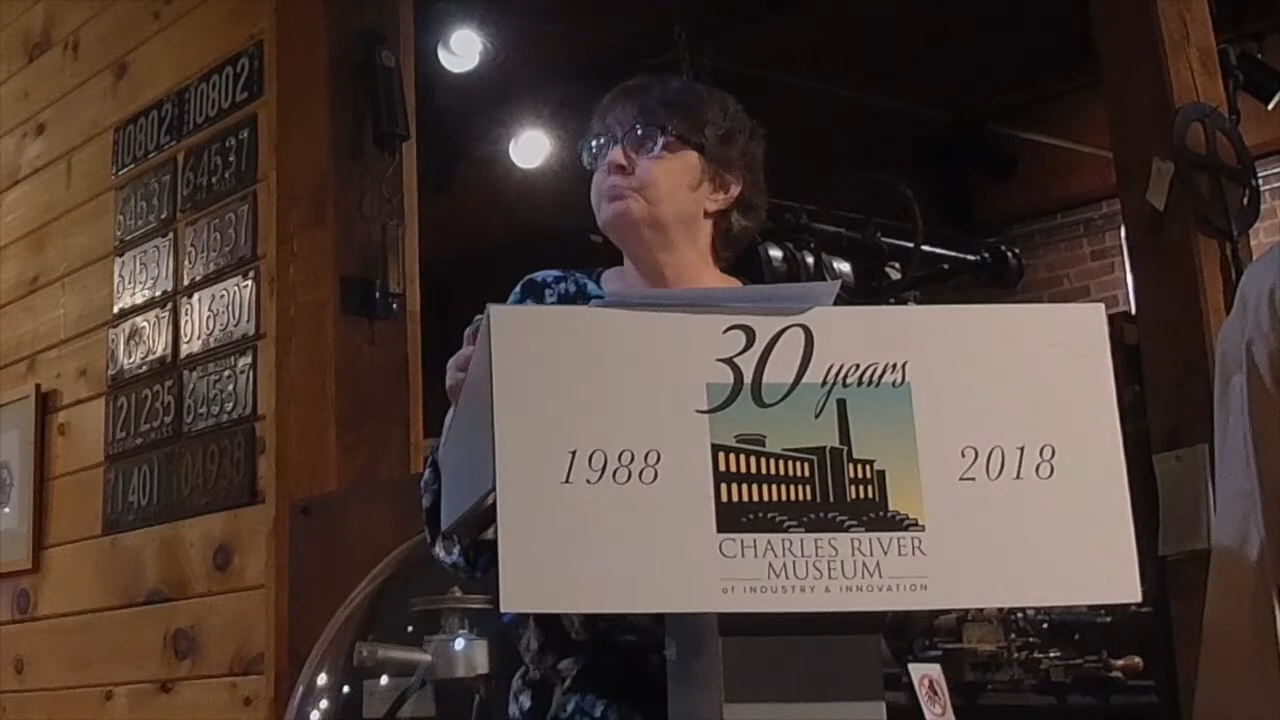 10802 10802
64537 64537
64537 64537
816307 816307
121235 64537
71401 104938
30 years
1988
2018
CHARLES RIVER
MUSEUM
of INDUSTRY & INNOVATION